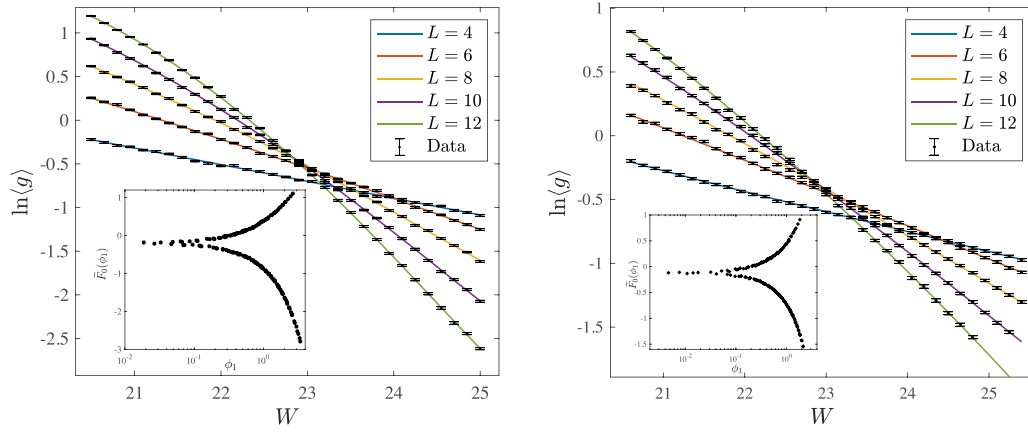 1
0.5
0
-0.5
-1
-1.5
-2
-2.5
ln⟨g⟩
21
22
23
24
25
W
L = 4
L = 6
L = 8
L = 10
L = 12
Data
1
0
-1
-2
-3
F̃₀(ϕ₁)
10⁻²
10⁻¹
10⁰
ϕ₁
1
0.5
0
-0.5
-1
-1.5
ln⟨g⟩
21
22
23
24
25
W
L = 4
L = 6
L = 8
L = 10
L = 12
Data
1
0.5
0
-0.5
-1
-1.5
F̃₀(ϕ₁)
10⁻²
10⁻¹
10⁰
ϕ₁